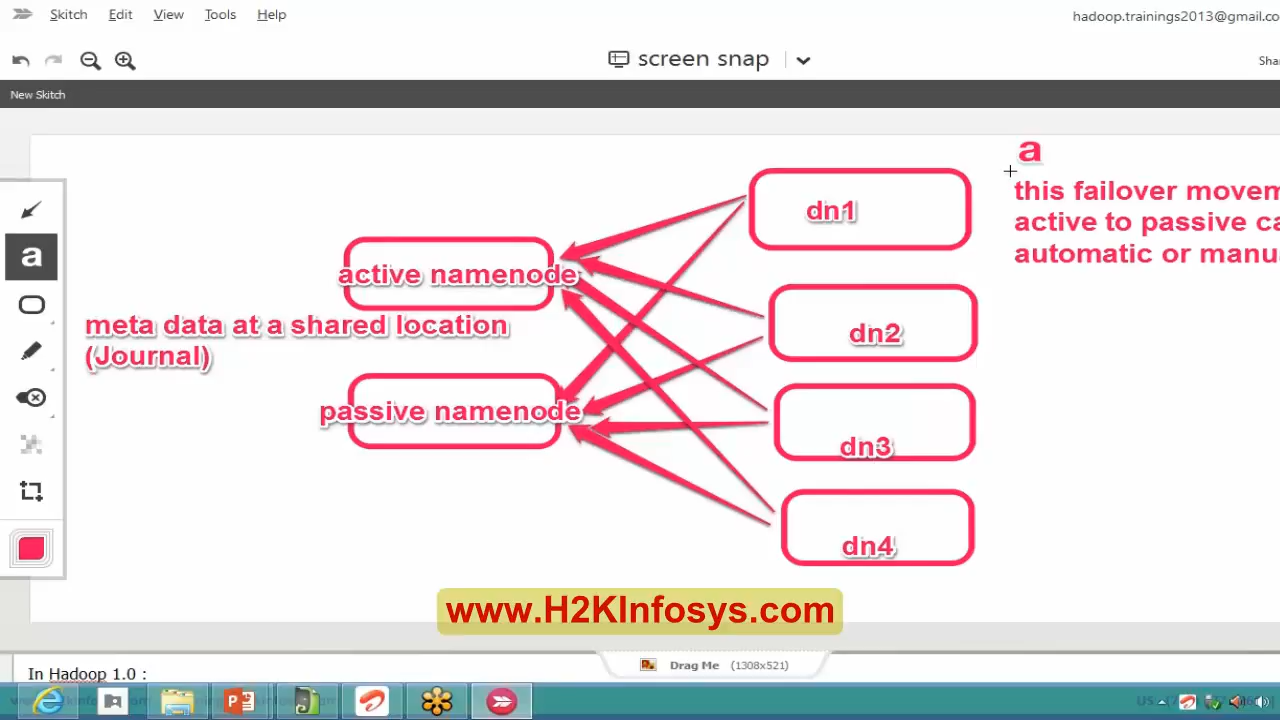 Skitch Edit View Tools Help
hadoop.trainings2013@gmail.co
screen snap
Sha
New Skitch
a
this failover movem
active to passive ca
automatic or manu
dn1
active namenode
a
meta data at a shared location
(Journal)
dn2
passive namenode
dn3
dn4
www.H2KInfosys.com
Drag Me (1308x521)
In Hadoop 1.0 :